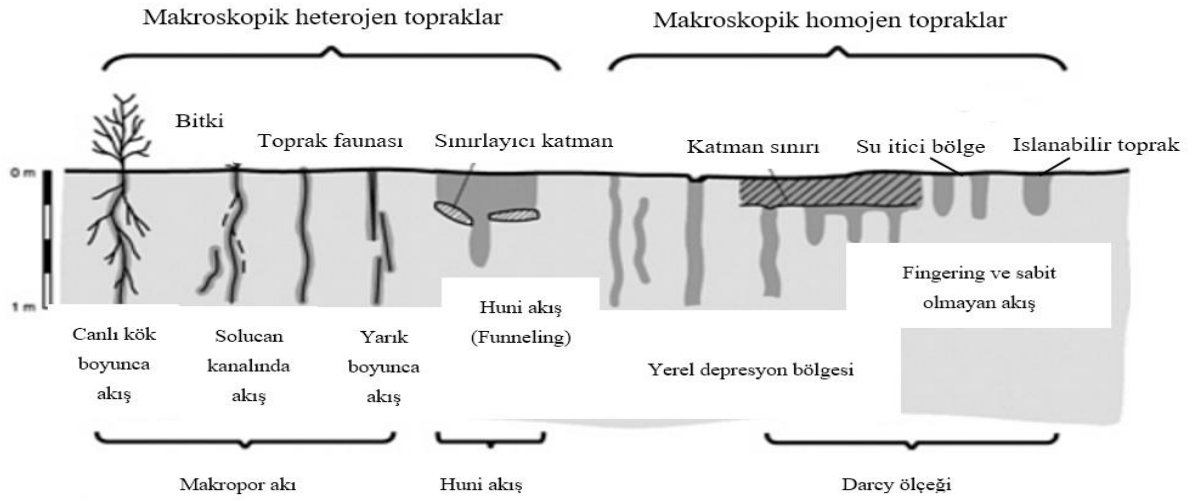 Makroskopik heterojen topraklar
Makroskopik homojen topraklar
Bitki
Toprak faunası
Sınırlayıcı katman
Katman sınırı
Su itici bölge
Islanabilir toprak
0 m
1 m
Canlı kök
boyunca
akış
Solucan
kanalında
akış
Yarık
boyunca
akış
Huni akış
(Funneling)
Yerel depresyon bölgesi
Fingering ve sabit
olmayan akış
Makropor akı
Huni akış
Darcy ölçeği